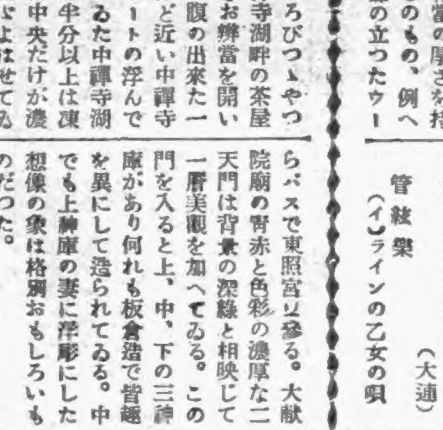 の厚さを持
のもの、例へ
の立つたウー
(大通)
管絃樂
(イ)ラインの乙女の唄
ろびつゝやつ
寺湖畔の茶屋
お辨當を開い
腹の出來た一
ど近い中禪寺
ートの浮んで
ゐた中禪寺湖
半分以上は凍
中央だけが濃
よはせてゐ
らバスで東照宮に參る。大献
院廟の靑赤と色彩の濃厚な二
天門は背景の深綠と相映じて
一層美觀を加へてゐる。この
門を入ると上、中、下の三神
庫があり何れも板倉造で皆趣
を異にして造られてゐる。中
でも上神庫の妻に浮彫にした
想像の象は格別おもしろいも
のだつた。